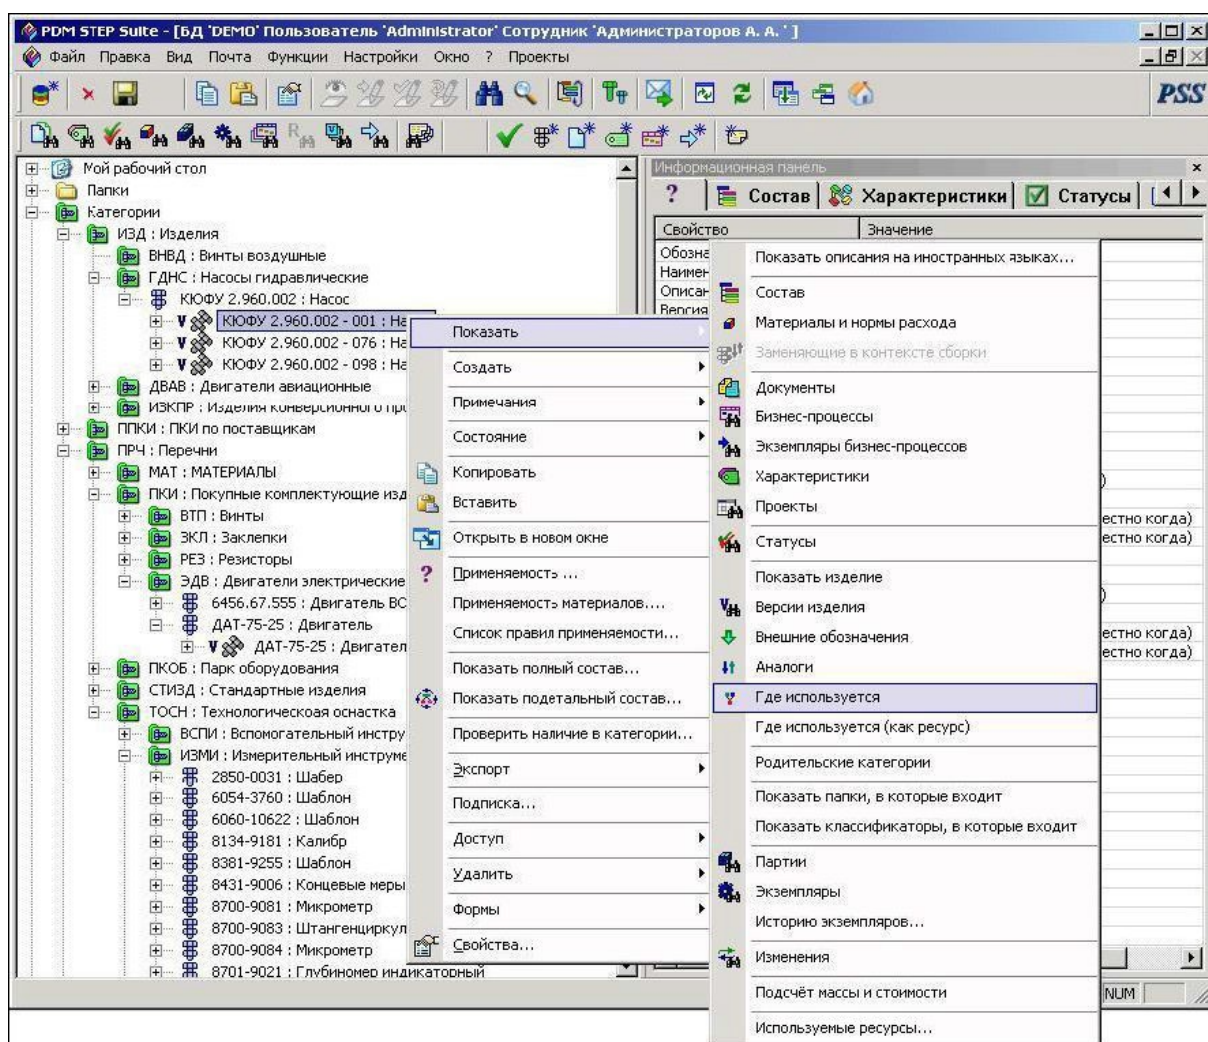 PDM STEP Suite - [БД 'DEMO' Пользователь 'Administrator' Сотрудник 'Администраторов А. А. ' ]
Файл Правка Вид Почта Функции Настройки Окно ? Проекты
PSS
Мой рабочий стол
Папки
Категории
ИЗД : Изделия
ВНВД : Винты воздушные
ГДНС : Насосы гидравлические
КЮФУ 2.960.002 : Насос
КЮФУ 2.960.002 - 001 : На
КЮФУ 2.960.002 - 076 : На
КЮФУ 2.960.002 - 098 : На
ДВАВ : Двигатели авиационные
ИЗКПР : Изделия конверсионного про
ППКИ : ПКИ по поставщикам
ПРЧ : Перечни
МАТ : МАТЕРИАЛЫ
ПКИ : Покупные комплектующие изд
ВТП : Винты
ЗКЛ : Заклепки
РЕЗ : Резисторы
ЭДВ : Двигатели электрические
6456.67.555 : Двигатель ВС
ДАТ-75-25 : Двигатель
V ДАТ-75-25 : Двигател
ПКОБ : Парк оборудования
СТИЗД : Стандартные изделия
ТОСН : Технологическоая оснастка
ВСПИ : Вспомогательный инстру
ИЗМИ : Измерительный инструме
2850-0031 : Шабер
6054-3760 : Шаблон
6060-10622 : Шаблон
8134-9181 : Калибр
8381-9255 : Шаблон
8431-9006 : Концевые меры
8700-9081 : Микрометр
8700-9083 : Штангенциркул
8700-9084 : Микрометр
8701-9021 : Глубиномер индикаторный
Показать
Создать
Примечания
Состояние
Копировать
Вставить
Открыть в новом окне
Применяемость ...
Применяемость материалов....
Список правил применяемости...
Показать полный состав...
Показать подетальный состав...
Проверить наличие в категории...
Экспорт
Подписка...
Доступ
Удалить
Формы
Свойства...
Информационная панель
? Состав Характеристики Статусы
Свойство Значение
Обозна
Наимен
Описан
Версия
Показать описания на иностранных языках...
Состав
Материалы и нормы расхода
Заменяющие в контексте сборки
Документы
Бизнес-процессы
Экземпляры бизнес-процессов
Характеристики
Проекты
Статусы
Показать изделие
Версии изделия
Внешние обозначения
Аналоги
Где используется
Где используется (как ресурс)
Родительские категории
Показать папки, в которые входит
Показать классификаторы, в которые входит
Партии
Экземпляры
Историю экземпляров...
Изменения
Подсчёт массы и стоимости
Используемые ресурсы...
)
естно когда)
естно когда)
)
естно когда)
естно когда)
NUM